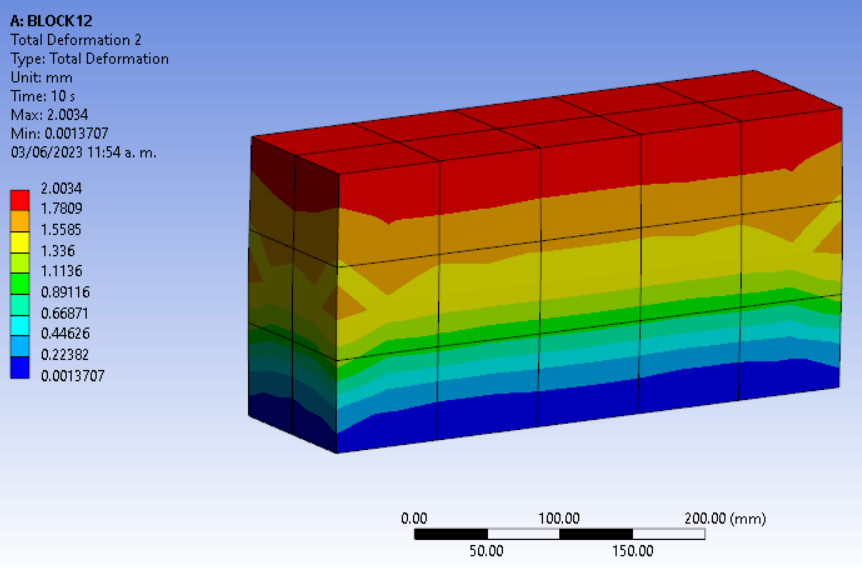 A: BLOCK12
Total Deformation 2
Type: Total Deformation
Unit: mm
Time: 10 s
Max: 2.0034
Min: 0.0013707
03/06/2023 11:54 a. m.
2.0034
1.7809
1.5585
1.336
1.1136
0.89116
0.66871
0.44626
0.22382
0.0013707
0.00 100.00 200.00 (mm)
50.00 150.00